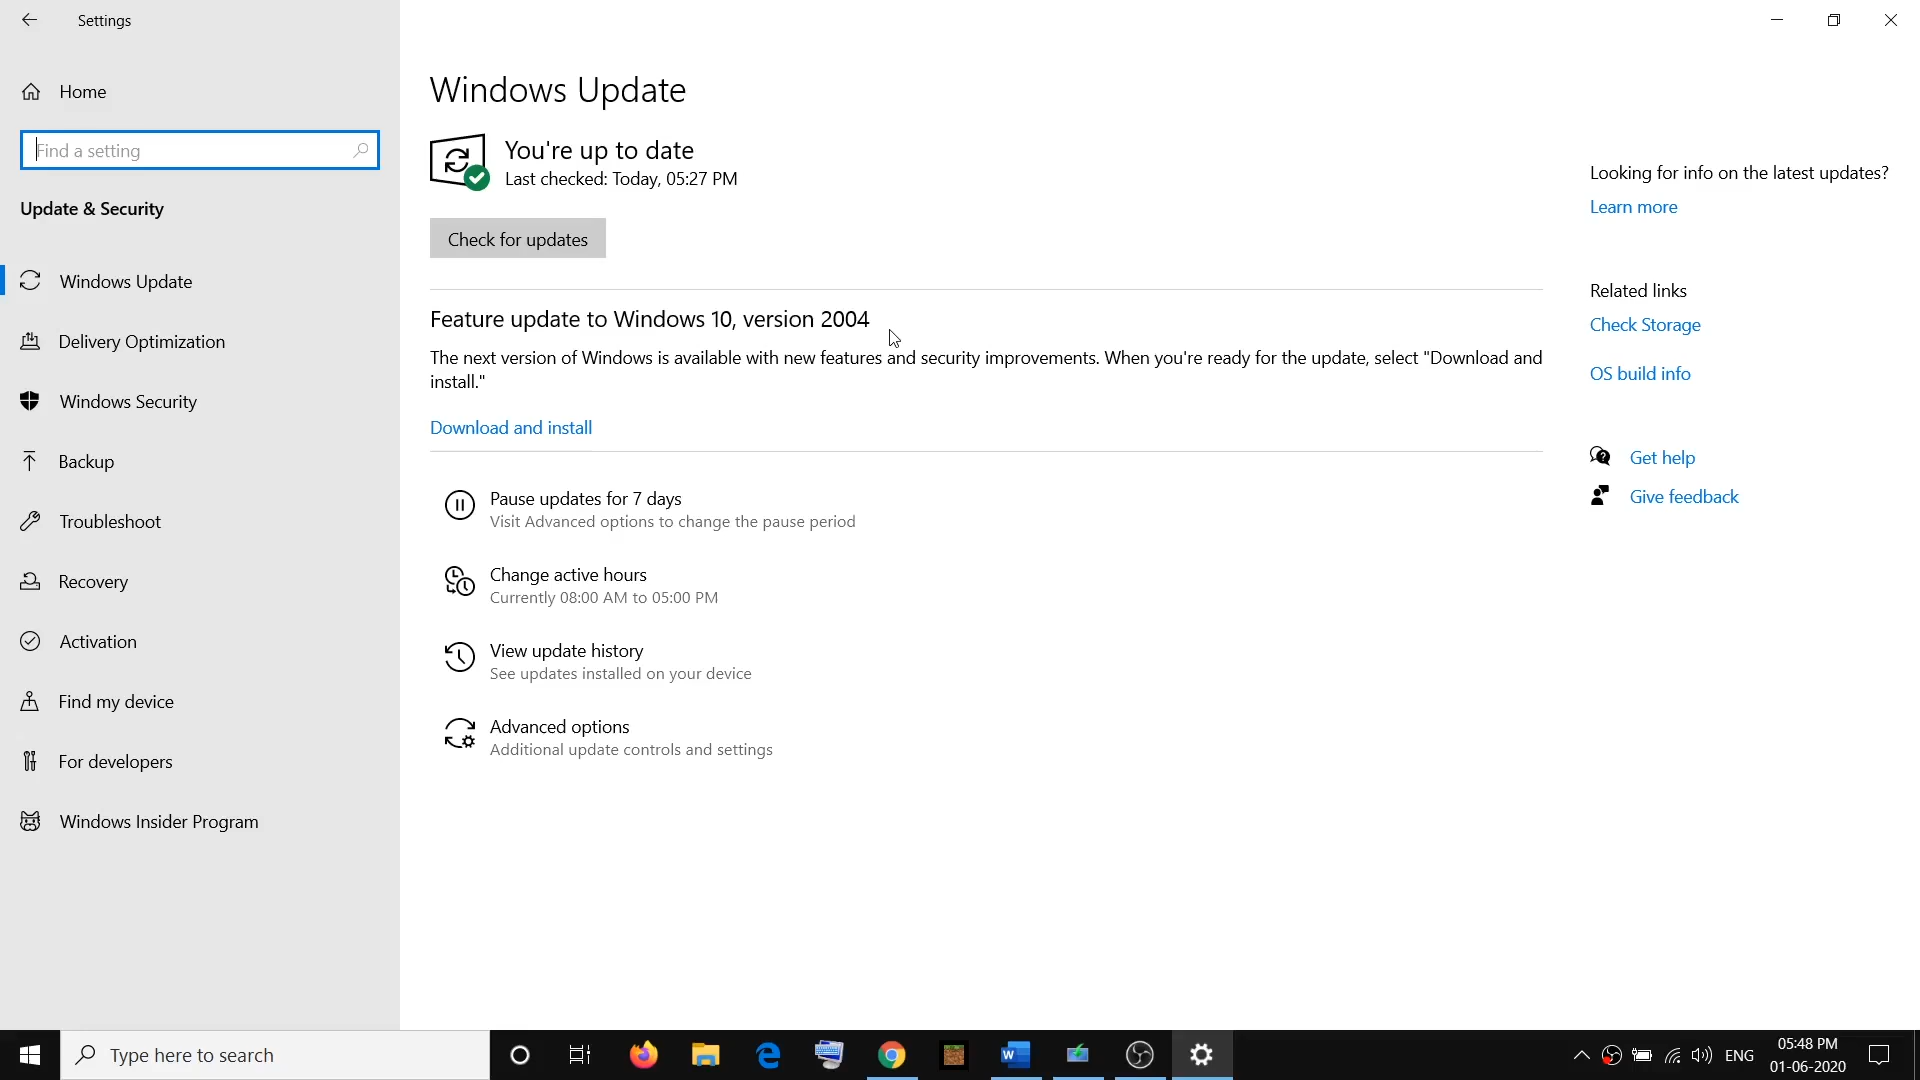 Settings
Home
Find a setting
Update & Security
Windows Update
Delivery Optimization
Windows Security
Backup
Troubleshoot
Recovery
Activation
Find my device
For developers
Windows Insider Program
Windows Update
You're up to date
Last checked: Today, 05:27 PM
Check for updates
Feature update to Windows 10, version 2004
The next version of Windows is available with new features and security improvements. When you're ready for the update, select "Download and
install."
Download and install
Pause updates for 7 days
Visit Advanced options to change the pause period
Change active hours
Currently 08:00 AM to 05:00 PM
View update history
See updates installed on your device
Advanced options
Additional update controls and settings
Looking for info on the latest updates?
Learn more
Related links
Check Storage
OS build info
Get help
Give feedback
Type here to search
ENG
05:48 PM
01-06-2020